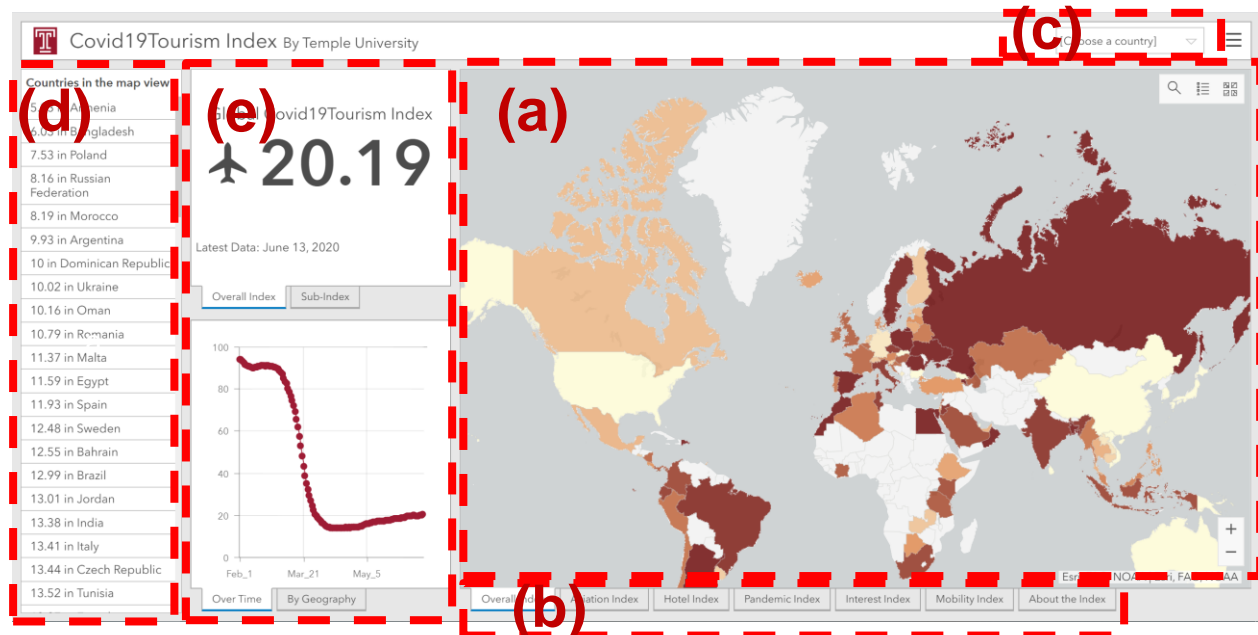 Covid19Tourism Index By Temple University
(c)
[Choose a country]
Countries in the map view
(d)
in Armenia
6.03 in Bangladesh
7.53 in Poland
8.16 in Russian
Federation
8.19 in Morocco
9.93 in Argentina
10 in Dominican Republic
10.02 in Ukraine
10.16 in Oman
10.79 in Romania
11.37 in Malta
11.59 in Egypt
11.93 in Spain
12.48 in Sweden
12.55 in Bahrain
12.99 in Brazil
13.01 in Jordan
13.38 in India
13.41 in Italy
13.44 in Czech Republic
13.52 in Tunisia
(e)
Global Covid19Tourism Index
20.19
Latest Data: June 13, 2020
Overall Index
Sub-Index
100
80
60
40
20
0
Feb_1
Mar_21
May_5
Over Time
By Geography
(a)
+
−
(b)
Overall Index
Aviation Index
Hotel Index
Pandemic Index
Interest Index
Mobility Index
About the Index